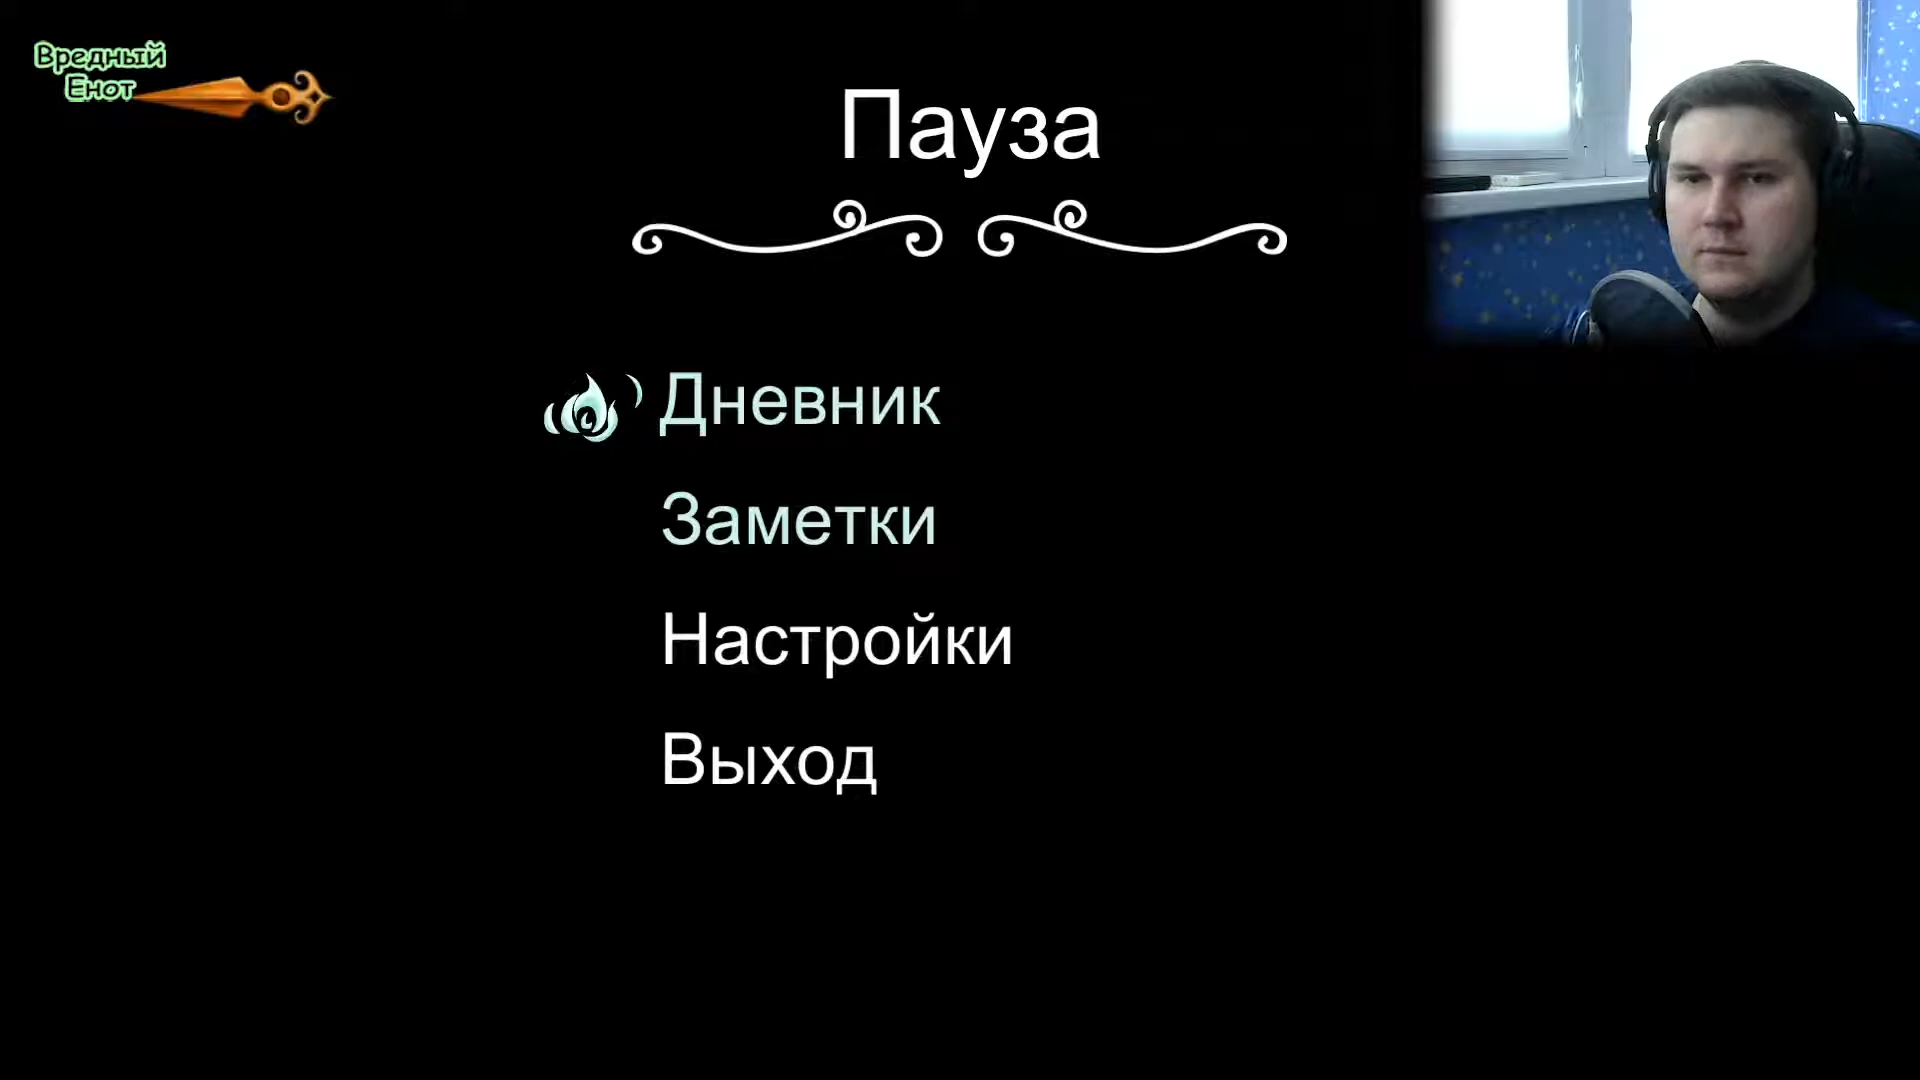 Вредный
Енот
Пауза
Дневник
Заметки
Настройки
Выход